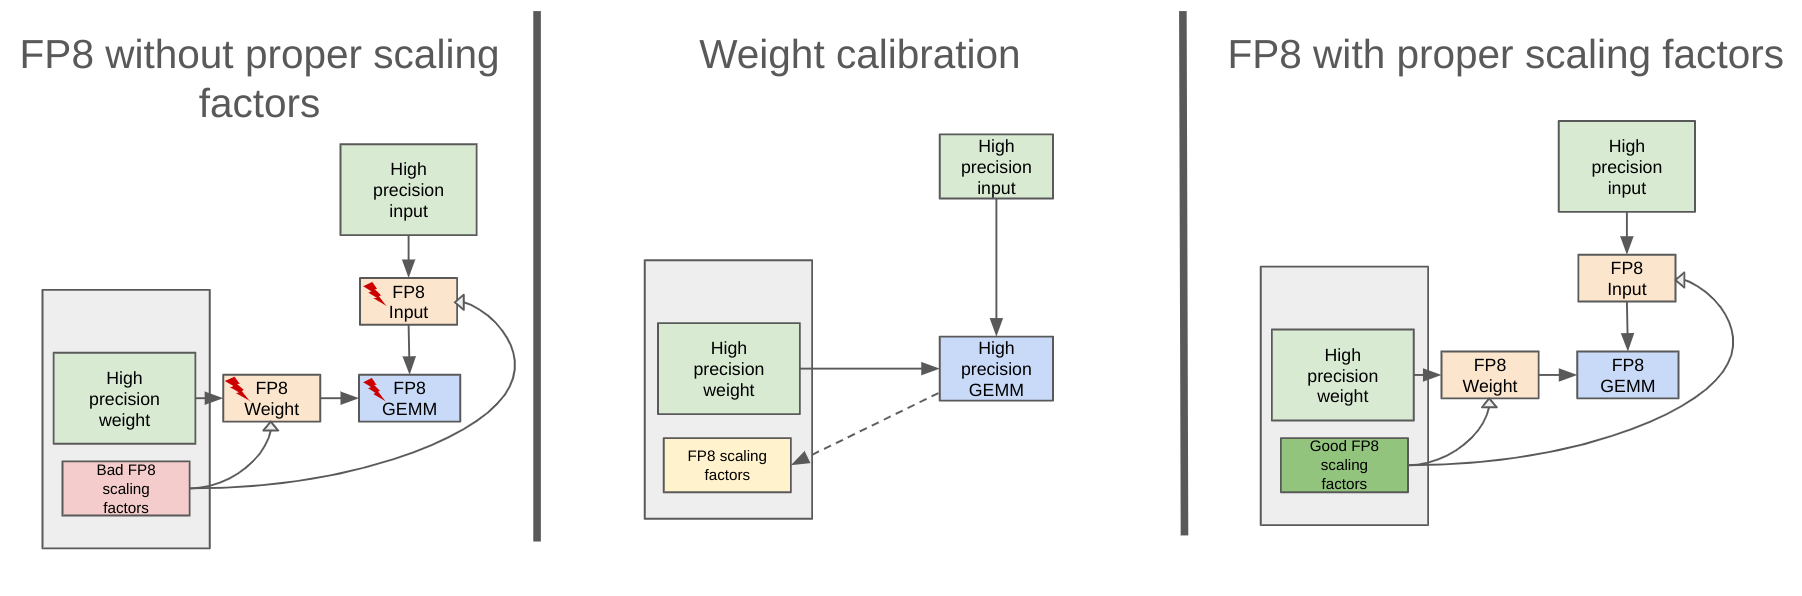 FP8 without proper scaling
factors
High
precision
input
FP8
Input
High
precision
weight
FP8
Weight
FP8
GEMM
Bad FP8
scaling
factors
Weight calibration
High
precision
input
High
precision
weight
High
precision
GEMM
FP8 scaling
factors
FP8 with proper scaling factors
High
precision
input
FP8
Input
High
precision
weight
FP8
Weight
FP8
GEMM
Good FP8
scaling
factors